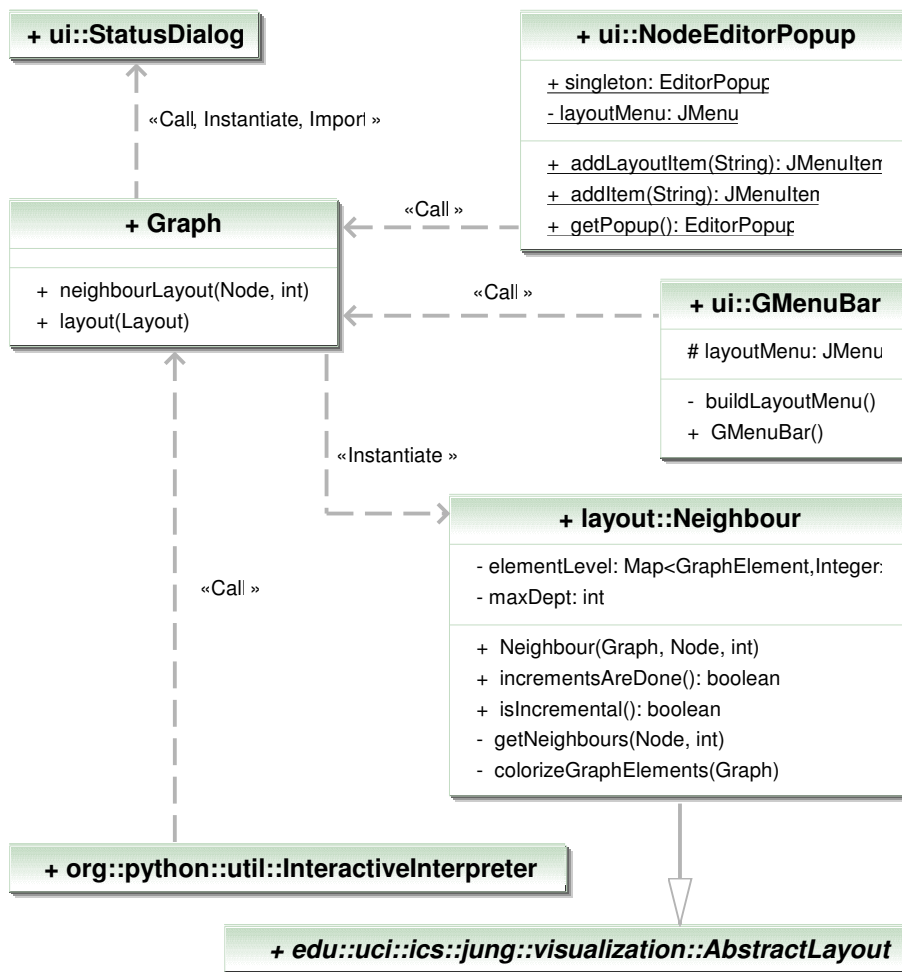 + ui::StatusDialog
+ ui::NodeEditorPopup
+ singleton: EditorPopup
- layoutMenu: JMenu
+ addLayoutItem(String): JMenuItem
+ addItem(String): JMenuItem
+ getPopup(): EditorPopup
«Call, Instantiate, Import »
+ Graph
+ neighbourLayout(Node, int)
+ layout(Layout)
«Call »
«Call »
+ ui::GMenuBar
# layoutMenu: JMenu
- buildLayoutMenu()
+ GMenuBar()
«Instantiate »
+ layout::Neighbour
- elementLevel: Map<GraphElement,Integer>
- maxDept: int
+ Neighbour(Graph, Node, int)
+ incrementsAreDone(): boolean
+ isIncremental(): boolean
- getNeighbours(Node, int)
- colorizeGraphElements(Graph)
«Call »
+ org::python::util::InteractiveInterpreter
+ edu::uci::ics::jung::visualization::AbstractLayout